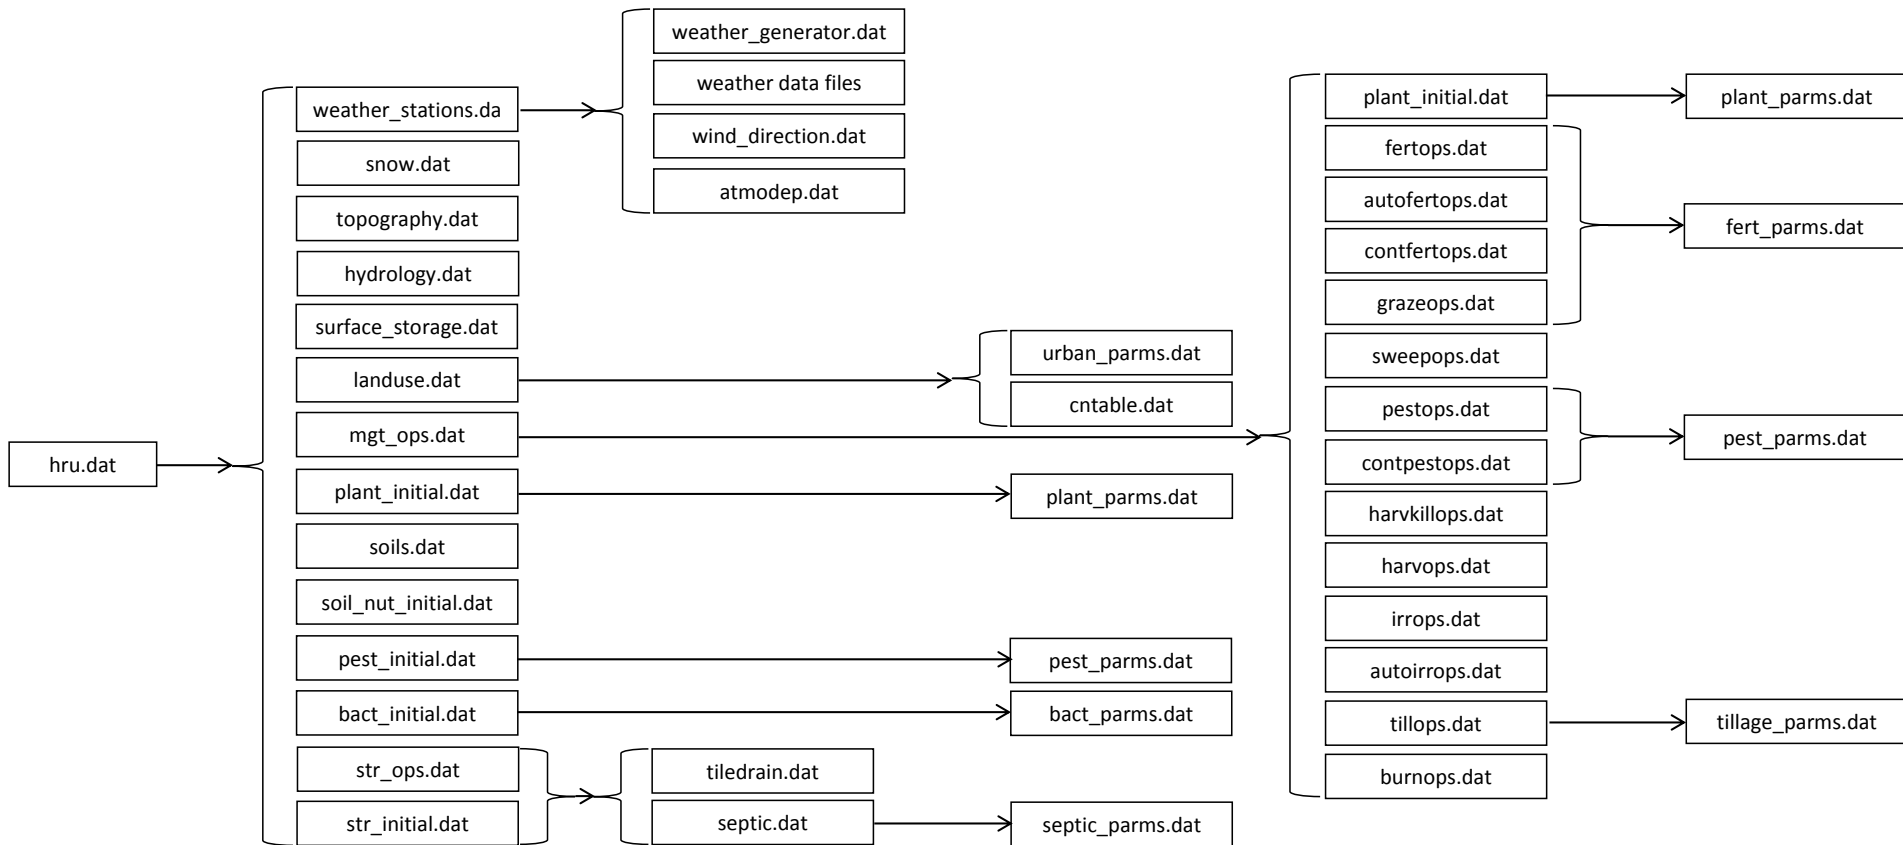 hru.dat
weather_stations.da
snow.dat
topography.dat
hydrology.dat
surface_storage.dat
landuse.dat
mgt_ops.dat
plant_initial.dat
soils.dat
soil_nut_initial.dat
pest_initial.dat
bact_initial.dat
str_ops.dat
str_initial.dat
weather_generator.dat
weather data files
wind_direction.dat
atmodep.dat
tiledrain.dat
septic.dat
urban_parms.dat
cntable.dat
plant_parms.dat
pest_parms.dat
bact_parms.dat
septic_parms.dat
plant_initial.dat
fertops.dat
autofertops.dat
contfertops.dat
grazeops.dat
sweepops.dat
pestops.dat
contpestops.dat
harvkillops.dat
harvops.dat
irrops.dat
autoirrops.dat
tillops.dat
burnops.dat
plant_parms.dat
fert_parms.dat
pest_parms.dat
tillage_parms.dat